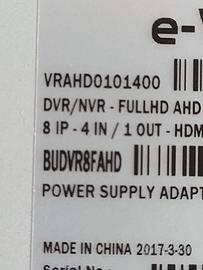 e-
VRAHD0101400
DVR/NVR - FULLHD AHD
8 IP - 4 IN / 1 OUT - HDM
BUDVR8FAHD
POWER SUPPLY ADAPT
MADE IN CHINA 2017-3-30